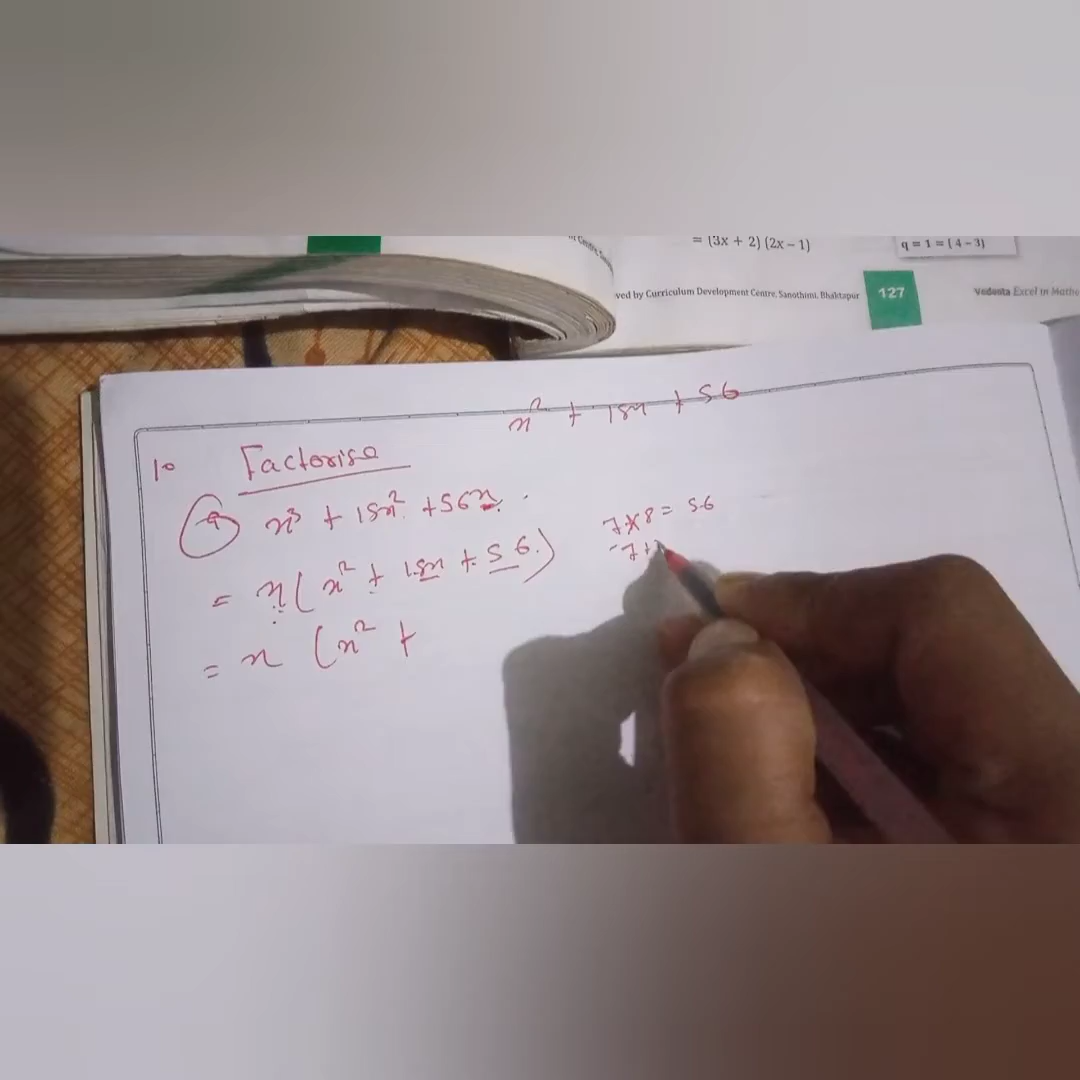 = (3x + 2) (2x − 1)
q = 1 = (4 − 3)
ved by Curriculum Development Centre, Sanothimi, Bhaktapur
127
Vedanta Excel in Mathe
x² + 15x + 56
10 Factorise
a x³ + 15x² + 56x.
7×8 = 56
= x(x² + 15x + 56)
-7+
= x (x² +